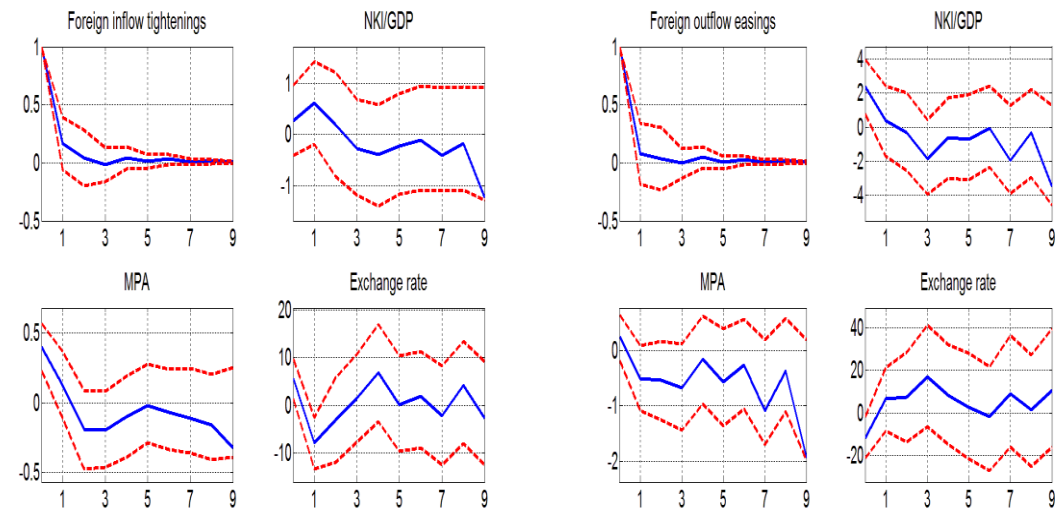 Foreign inflow tightenings
1
0.5
0
-0.5
1 3 5 7 9
NKI/GDP
1
0
-1
1 3 5 7 9
Foreign outflow easings
1
0.5
0
-0.5
1 3 5 7 9
NKI/GDP
4
2
0
-2
-4
1 3 5 7 9
MPA
0.5
0
-0.5
1 3 5 7 9
Exchange rate
20
10
0
-10
1 3 5 7 9
MPA
0
-1
-2
1 3 5 7 9
Exchange rate
40
20
0
-20
1 3 5 7 9